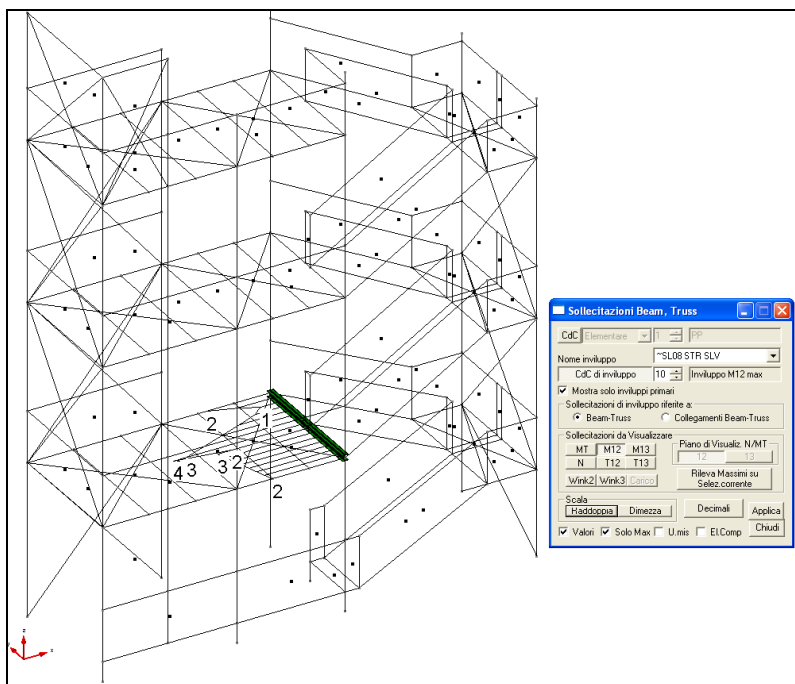 Sollecitazioni Beam, Truss
CdC Elementare 1 PP
Nome inviluppo ~SL08 STR SLV
CdC di inviluppo 10 Inviluppo M12 max
Mostra solo inviluppi primari
Sollecitazioni di inviluppo riferite a:
Beam-Truss Collegamenti Beam-Truss
Sollecitazioni da Visualizzare
Piano di Visualiz. N/MT
MT M12 M13
12 13
N T12 T13
Rileva Massimi su
Selez.corrente
Wink2 Wink3 Carico
Scala
Raddoppia Dimezza
Decimali
Applica
Chiudi
Valori Solo Max U.mis El.Comp
1
2
4 3 3 2
2
z
x